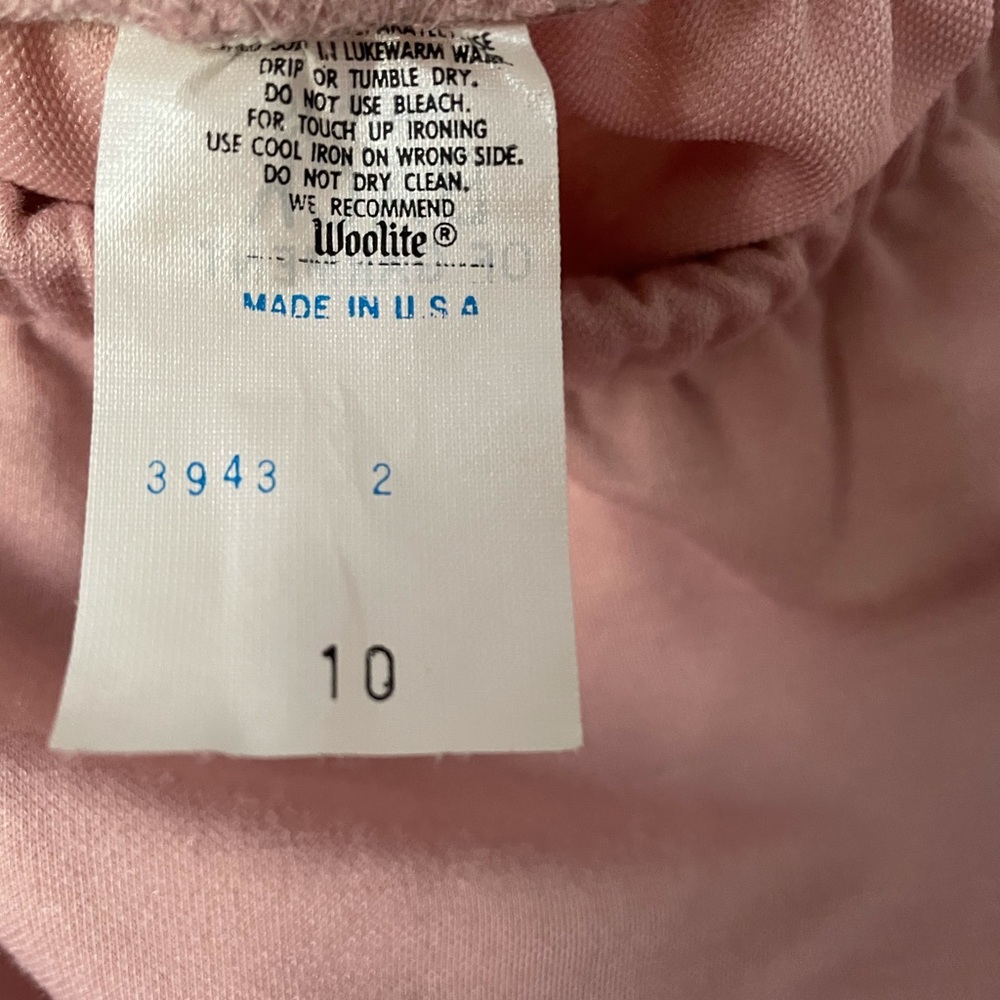 IN LUKEWARM
DRIP OR TUMBLE DRY.
DO NOT USE BLEACH.
FOR TOUCH UP IRONING
USE COOL IRON ON WRONG SIDE.
DO NOT DRY CLEAN.
WE RECOMMEND
Woolite®
MADE IN U.S.A
3943 2
10